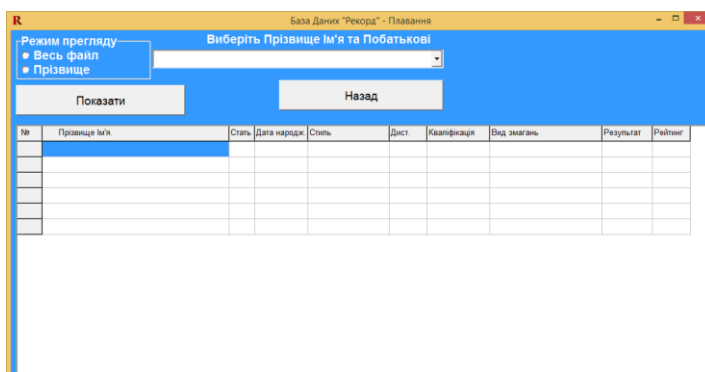 R
База Даних "Рекорд" - Плавання
Режим прегляду
Весь файл
Прізвище
Виберіть Прізвище Ім'я та Побатькові
Показати
Назад
№ Прізвище Ім'я. Стать Дата народж. Стиль Дист. Кваліфікація Вид змагань Результат Рейтинг